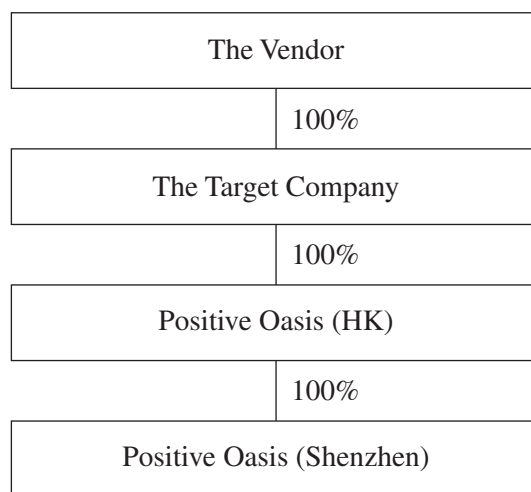 The Vendor
100%
The Target Company
100%
Positive Oasis (HK)
100%
Positive Oasis (Shenzhen)